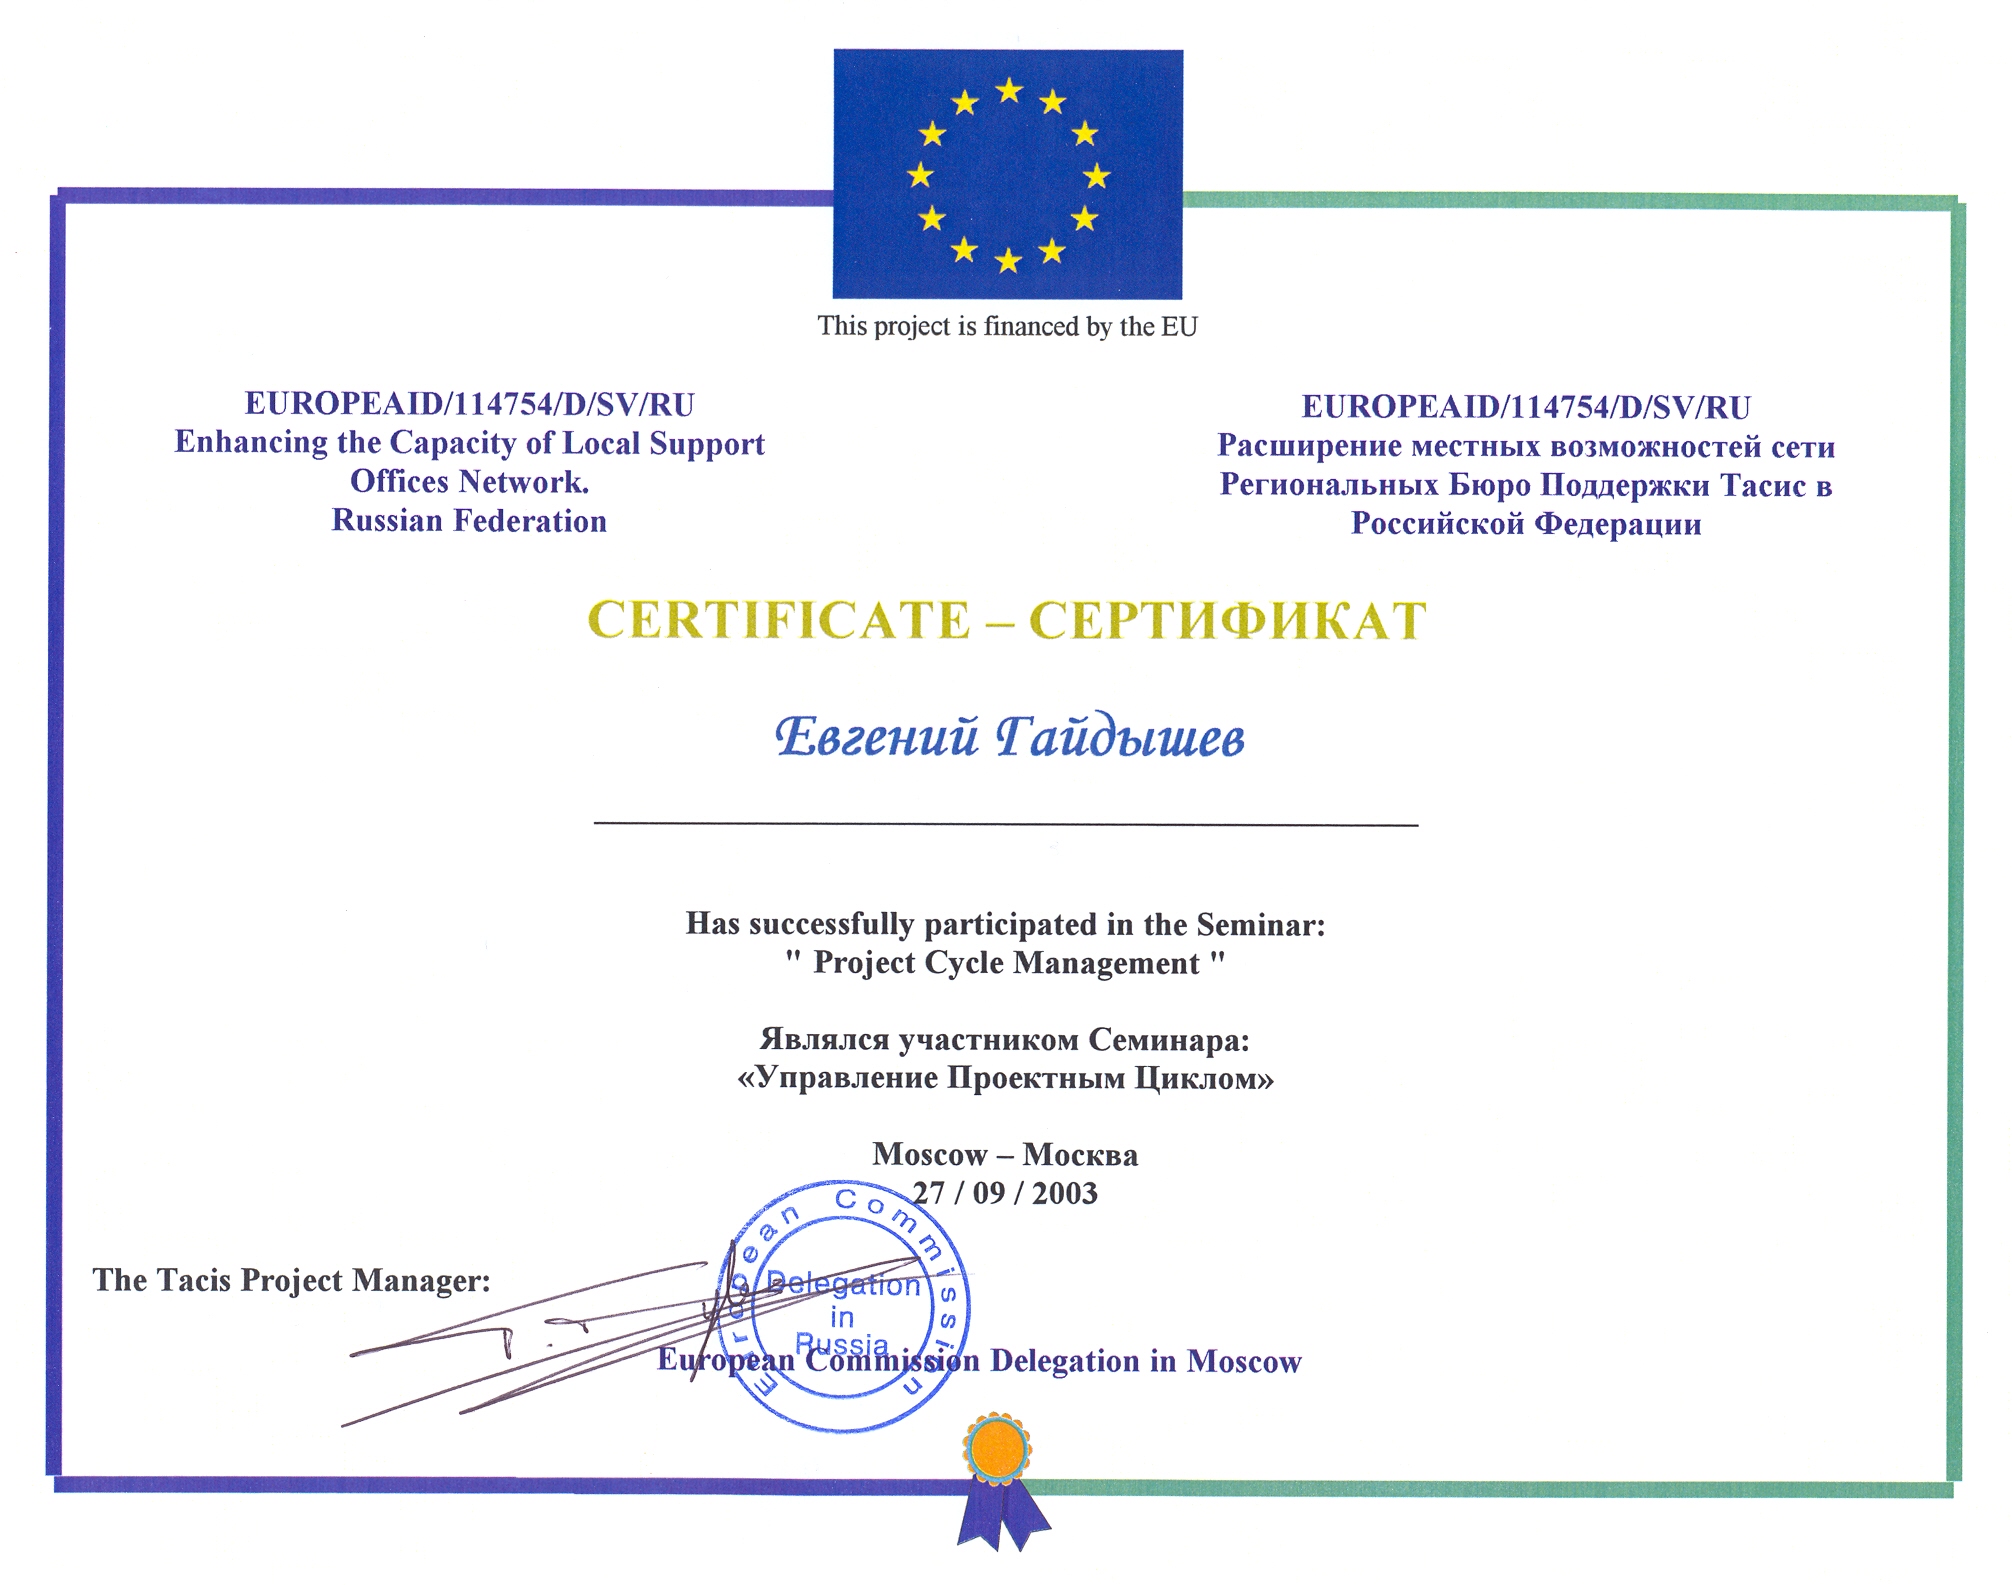 This project is financed by the EU
EUROPEAID/114754/D/SV/RU
Enhancing the Capacity of Local Support
Offices Network.
Russian Federation
EUROPEAID/114754/D/SV/RU
Расширение местных возможностей сети
Региональных Бюро Поддержки Тасис в
Российской Федерации
CERTIFICATE – СЕРТИФИКАТ
Евгений Гайдышев
Has successfully participated in the Seminar:
" Project Cycle Management "
Являлся участником Семинара:
«Управление Проектным Циклом»
Moscow – Москва
27 / 09 / 2003
The Tacis Project Manager:
European Commission
Delegation
in
Russia
European Commission Delegation in Moscow